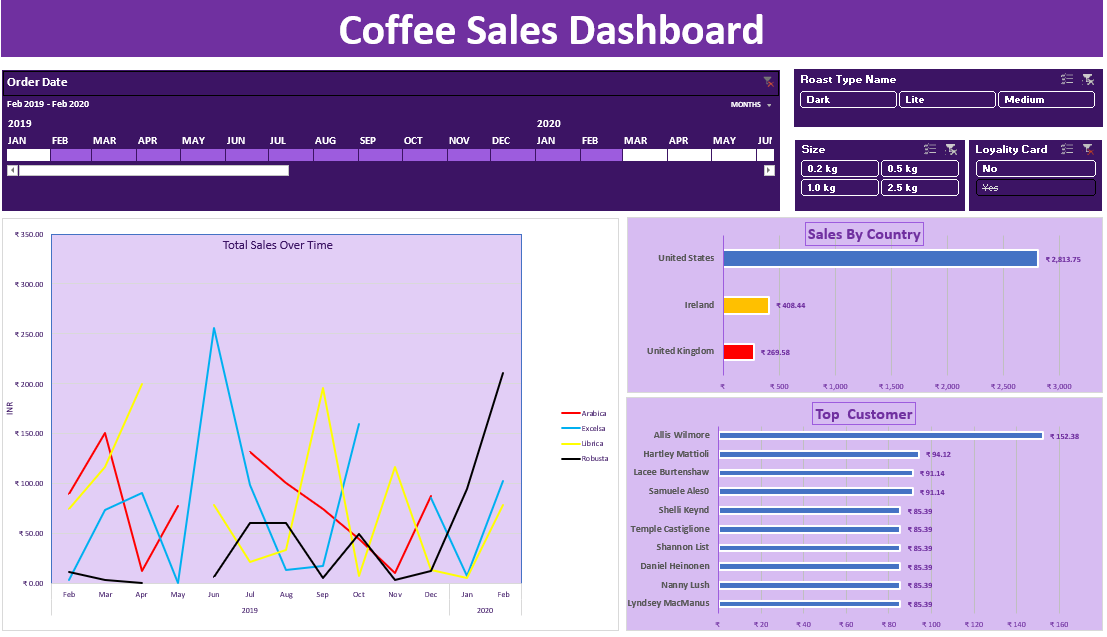 Coffee Sales Dashboard
Order Date
Feb 2019 - Feb 2020
MONTHS
2019 2020
JAN FEB MAR APR MAY JUN JUL AUG SEP OCT NOV DEC JAN FEB MAR APR MAY JUN
Roast Type Name
Dark Lite Medium
Size
0.2 kg 0.5 kg
1.0 kg 2.5 kg
Loyality Card
No
Yes
Total Sales Over Time
₹ 350.00
₹ 300.00
₹ 250.00
₹ 200.00
₹ 150.00
₹ 100.00
₹ 50.00
₹ 0.00
INR
Feb Mar Apr May Jun Jul Aug Sep Oct Nov Dec Jan Feb
2019 2020
Arabica
Excelsa
Librica
Robusta
Sales By Country
United States ₹ 2,813.75
Ireland ₹ 408.44
United Kingdom ₹ 269.58
₹ ₹ 500 ₹ 1,000 ₹ 1,500 ₹ 2,000 ₹ 2,500 ₹ 3,000
Top Customer
Allis Wilmore ₹ 152.38
Hartley Mattioli ₹ 94.12
Lacee Burtenshaw ₹ 91.14
Samuele Ales0 ₹ 91.14
Shelli Keynd ₹ 85.39
Temple Castiglione ₹ 85.39
Shannon List ₹ 85.39
Daniel Heinonen ₹ 85.39
Nanny Lush ₹ 85.39
Lyndsey MacManus ₹ 85.39
₹ ₹ 20 ₹ 40 ₹ 60 ₹ 80 ₹ 100 ₹ 120 ₹ 140 ₹ 160